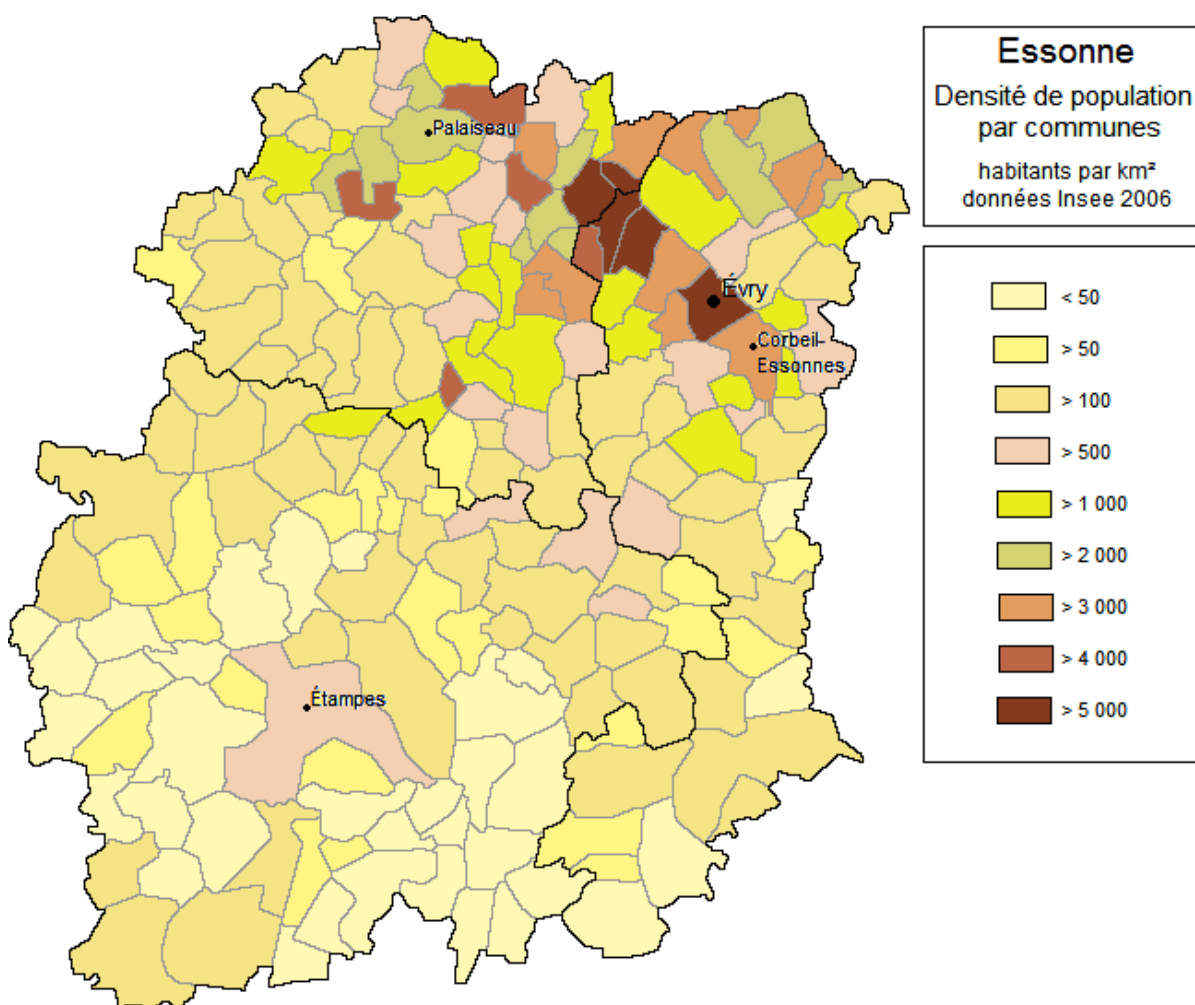 Essonne
Densité de population
par communes
habitants par km²
données Insee 2006
Palaiseau
Évry
Corbeil-
Essonnes
Étampes
< 50
> 50
> 100
> 500
> 1 000
> 2 000
> 3 000
> 4 000
> 5 000